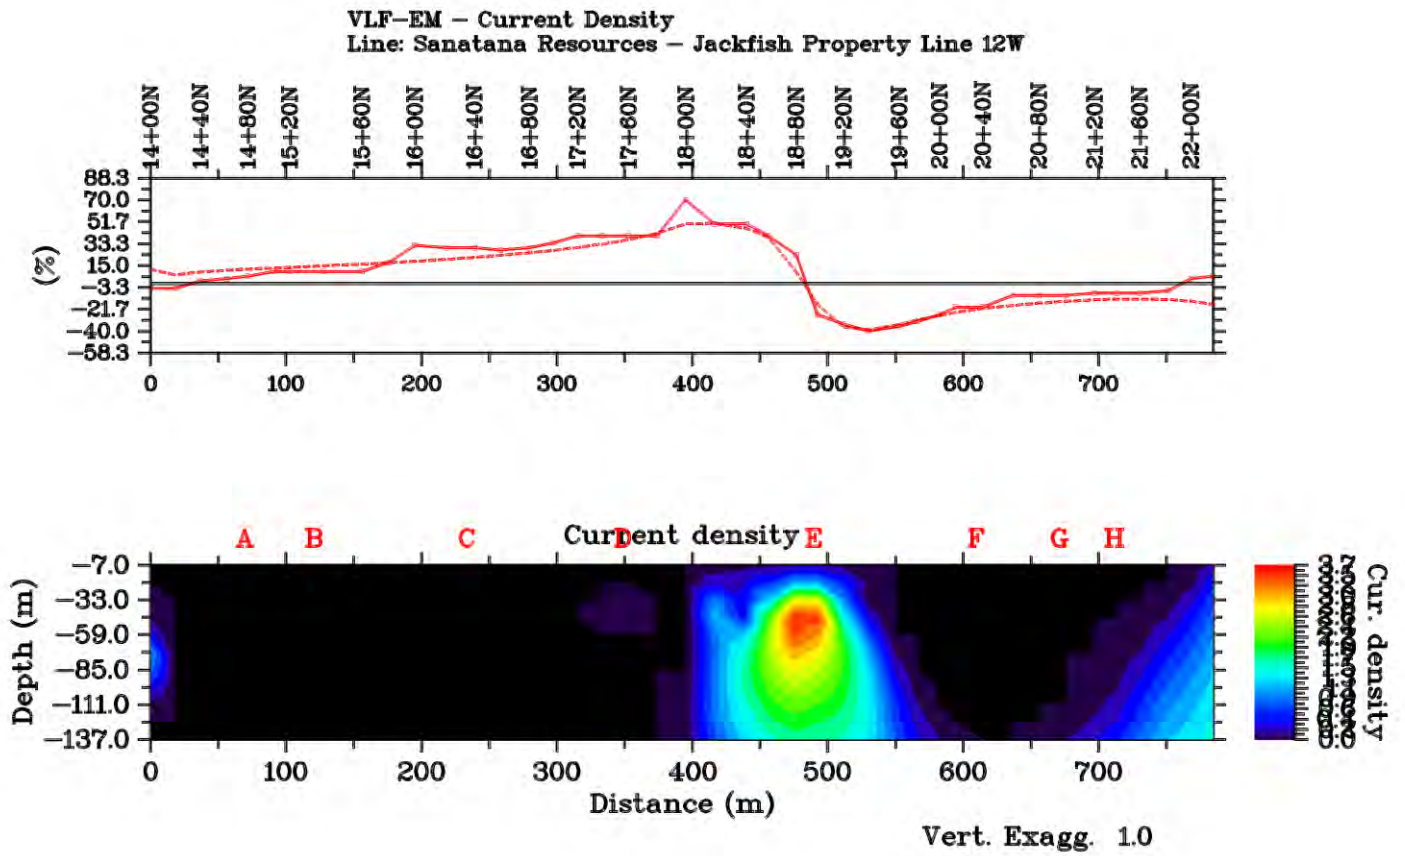 VLF-EM - Current Density
Line: Sanatana Resources - Jackfish Property Line 12W
14+00N 14+40N 14+80N 15+20N 15+60N 16+00N 16+40N 16+80N 17+20N 17+60N 18+00N 18+40N 18+80N 19+20N 19+60N 20+00N 20+40N 20+80N 21+20N 21+60N 22+00N
(%)
88.3
70.0
51.7
33.3
15.0
-3.3
-21.7
-40.0
-58.3
0 100 200 300 400 500 600 700
A B C D E F G H
Current density
Depth (m)
-7.0
-33.0
-59.0
-85.0
-111.0
-137.0
0 100 200 300 400 500 600 700
Distance (m)
0.0
Cur. density
Vert. Exagg. 1.0